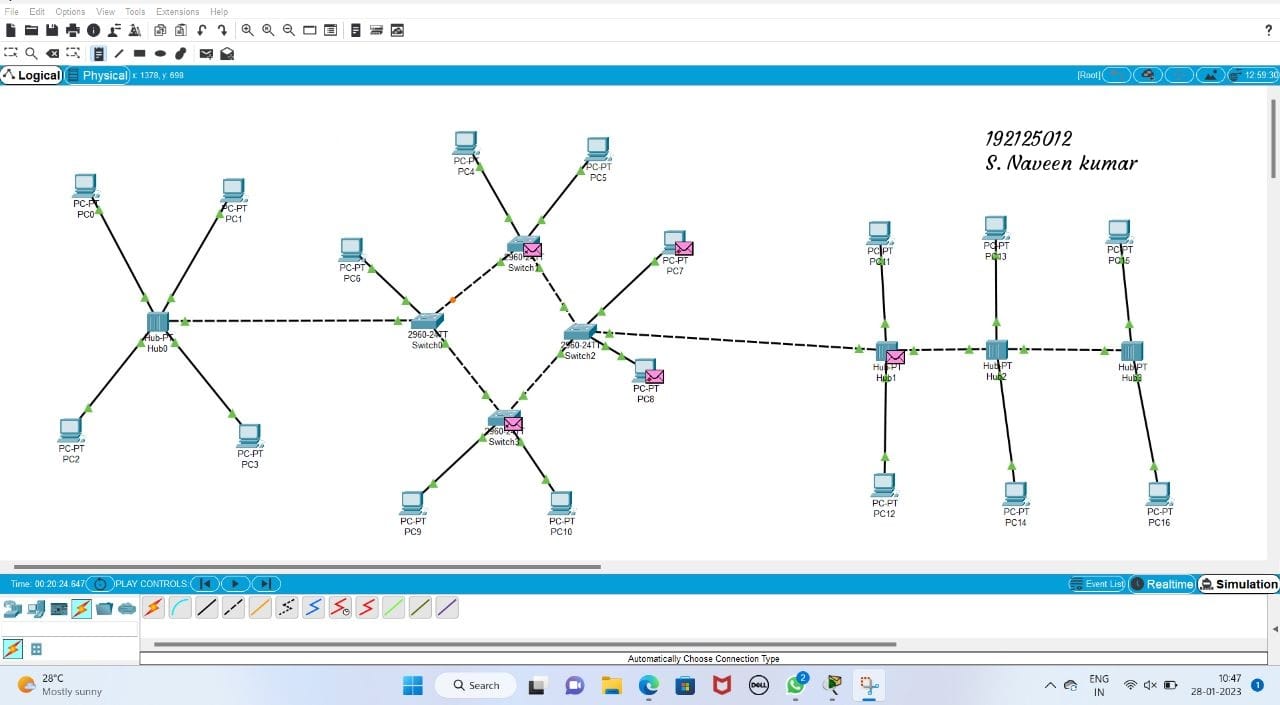 File Edit Options View Tools Extensions Help
?
Logical Physical x: 1378, y: 698 [Root] 12:59:30
192125012
S. Naveen kumar
PC-PT
PC4
PC-PT
PC5
PC-PT
PC0
PC-PT
PC1
PC-PT
PC6
PC-PT
PC7
PC-PT
PC11
PC-PT
PC13
PC-PT
PC15
Switch1
Hub-PT
Hub0
2960-24TT
Switch0
2960-24TT
Switch2
Hub-PT
Hub1
Hub-PT
Hub2
Hub-PT
Hub3
PC-PT
PC8
2960-24TT
Switch3
PC-PT
PC2
PC-PT
PC3
PC-PT
PC9
PC-PT
PC10
PC-PT
PC12
PC-PT
PC14
PC-PT
PC16
Time: 00:20:24.647 PLAY CONTROLS: Event List Realtime Simulation
Automatically Choose Connection Type
28°C
Mostly sunny
Search
DELL
2
ENG
IN
10:47
28-01-2023
1